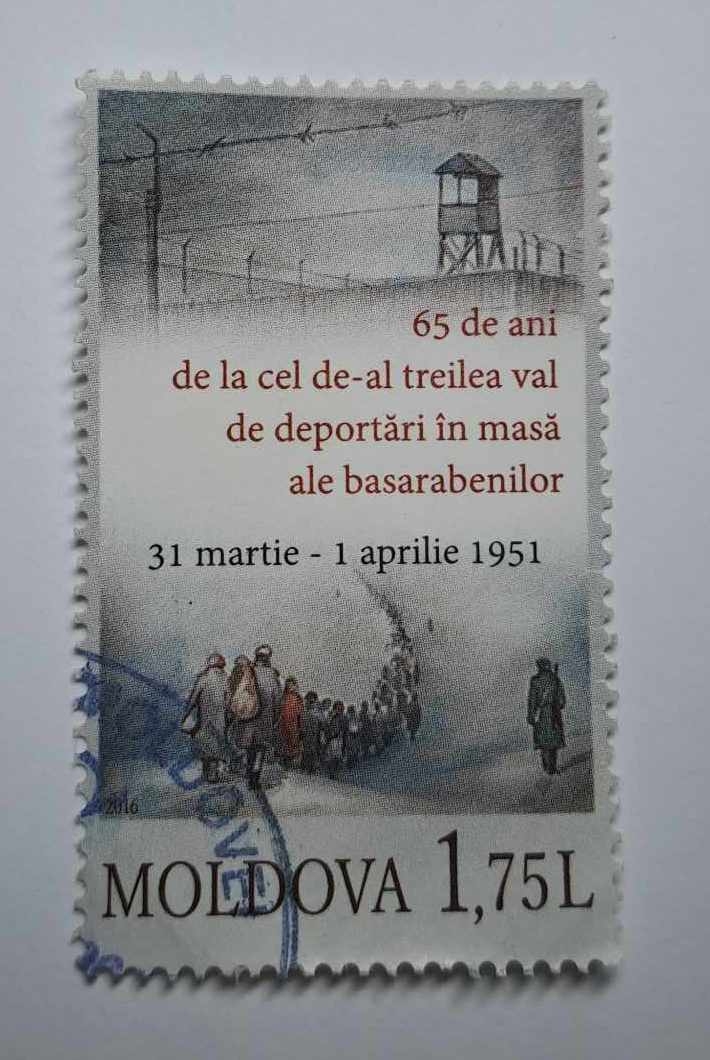 65 de ani
de la cel de-al treilea val
de deportări în masă
ale basarabenilor
31 martie - 1 aprilie 1951
2016
MOLDOVA 1,75L